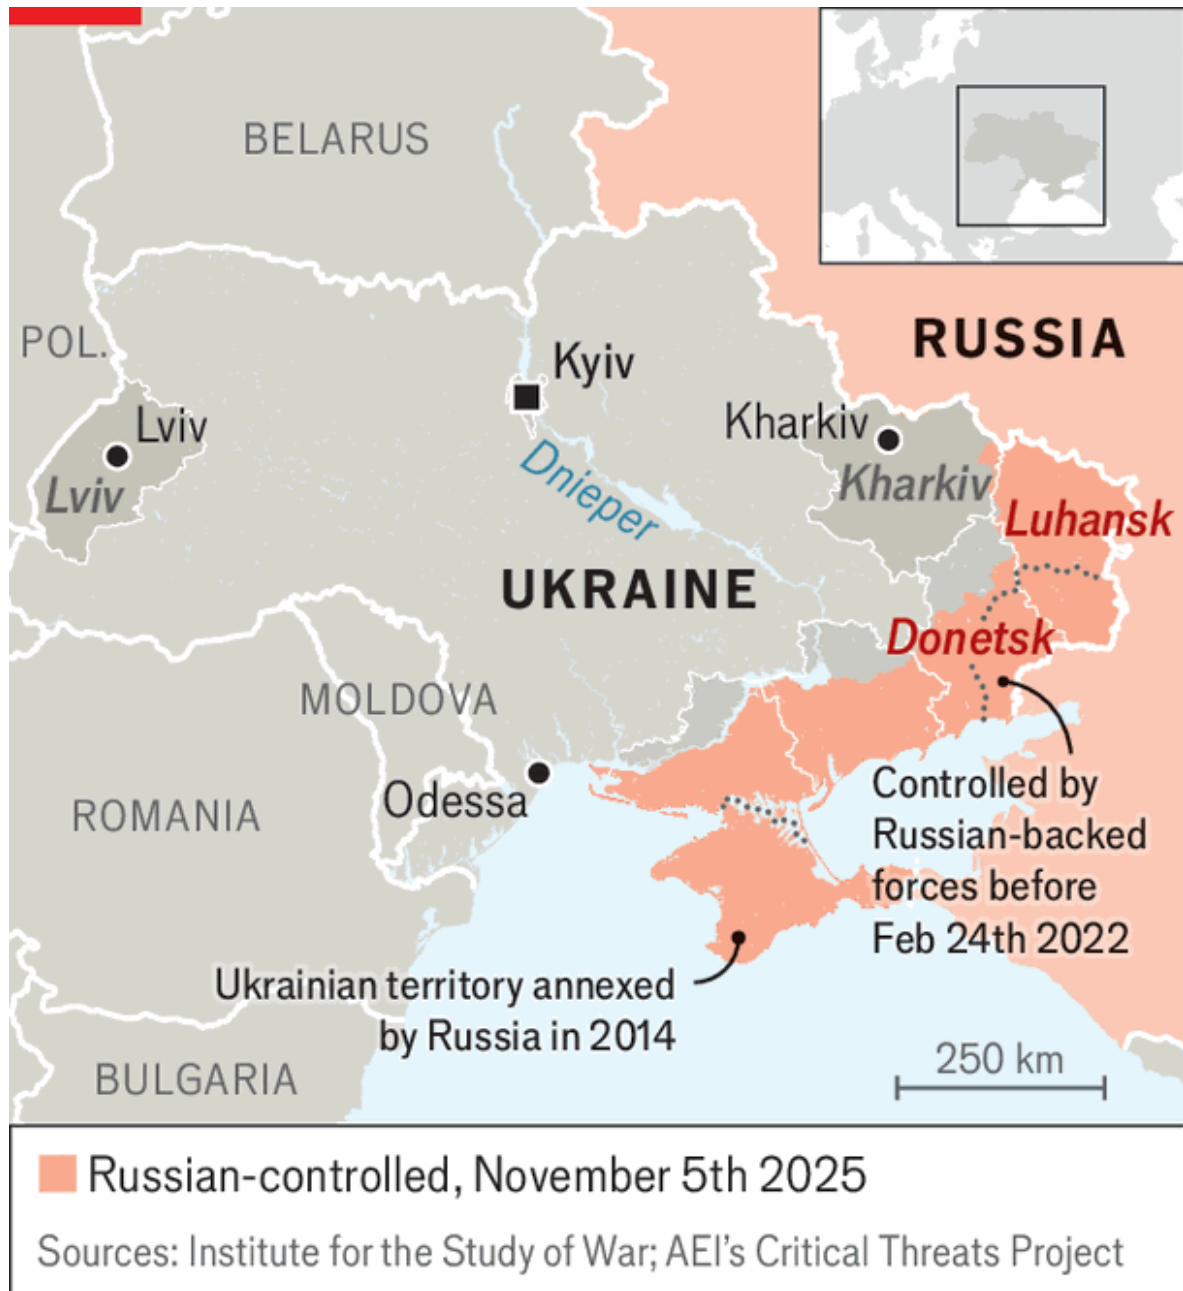 BELARUS
RUSSIA
POL.
Kyiv
Lviv
Kharkiv
Lviv
Dnieper
Kharkiv
Luhansk
UKRAINE
Donetsk
MOLDOVA
Odessa
ROMANIA
Controlled by
Russian-backed
forces before
Feb 24th 2022
Ukrainian territory annexed
by Russia in 2014
250 km
BULGARIA
Russian-controlled, November 5th 2025
Sources: Institute for the Study of War; AEI’s Critical Threats Project